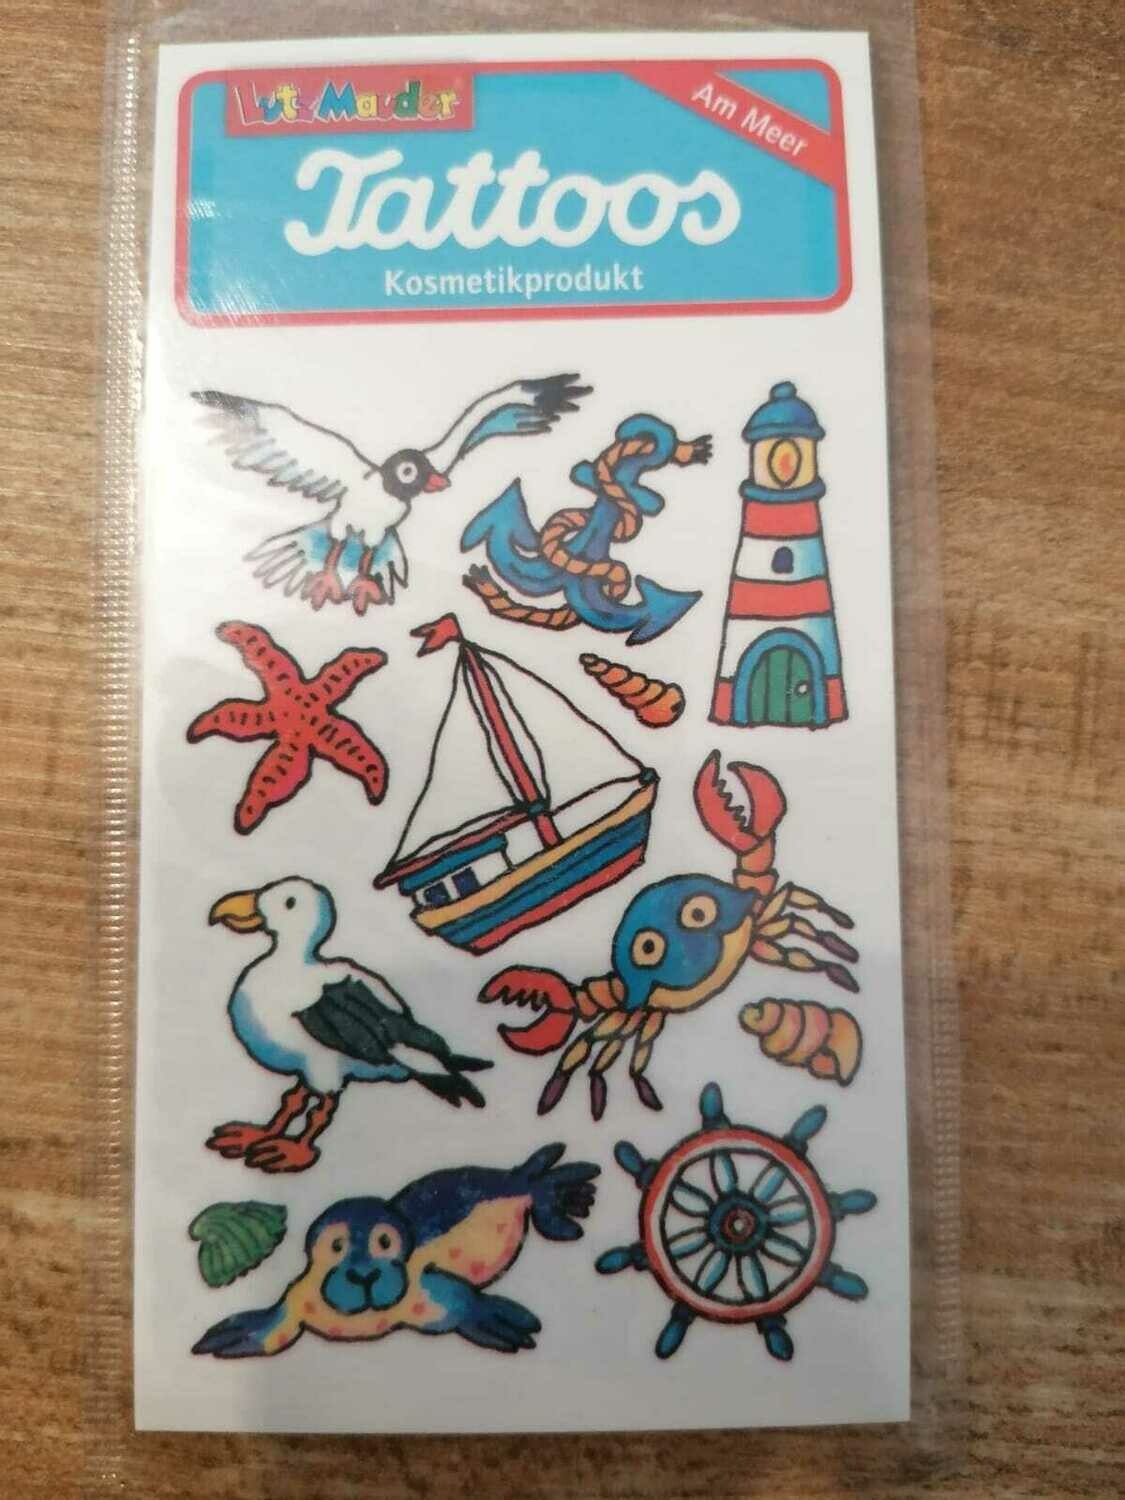 Lutz Mauder
Am Meer
Tattoos
Kosmetikprodukt